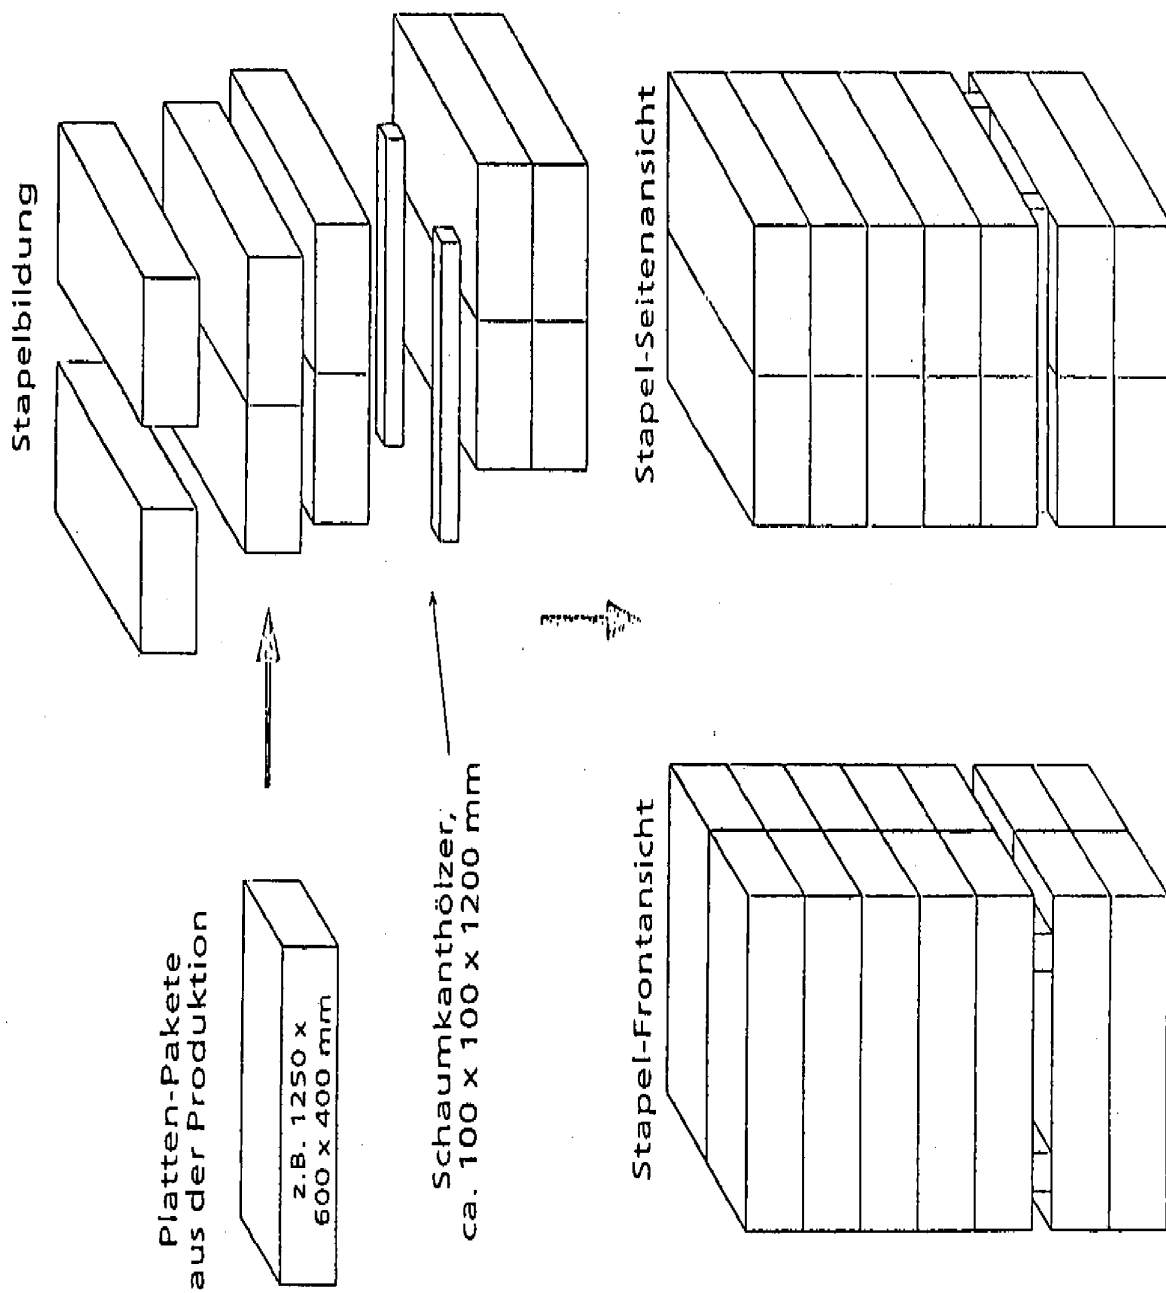 Platten-Pakete
aus der Produktion
z.B. 1250 x
600 x 400 mm
Stapelbildung
Schaumkanthölzer,
ca. 100 x 100 x 1200 mm
Stapel-Frontansicht
Stapel-Seitenansicht